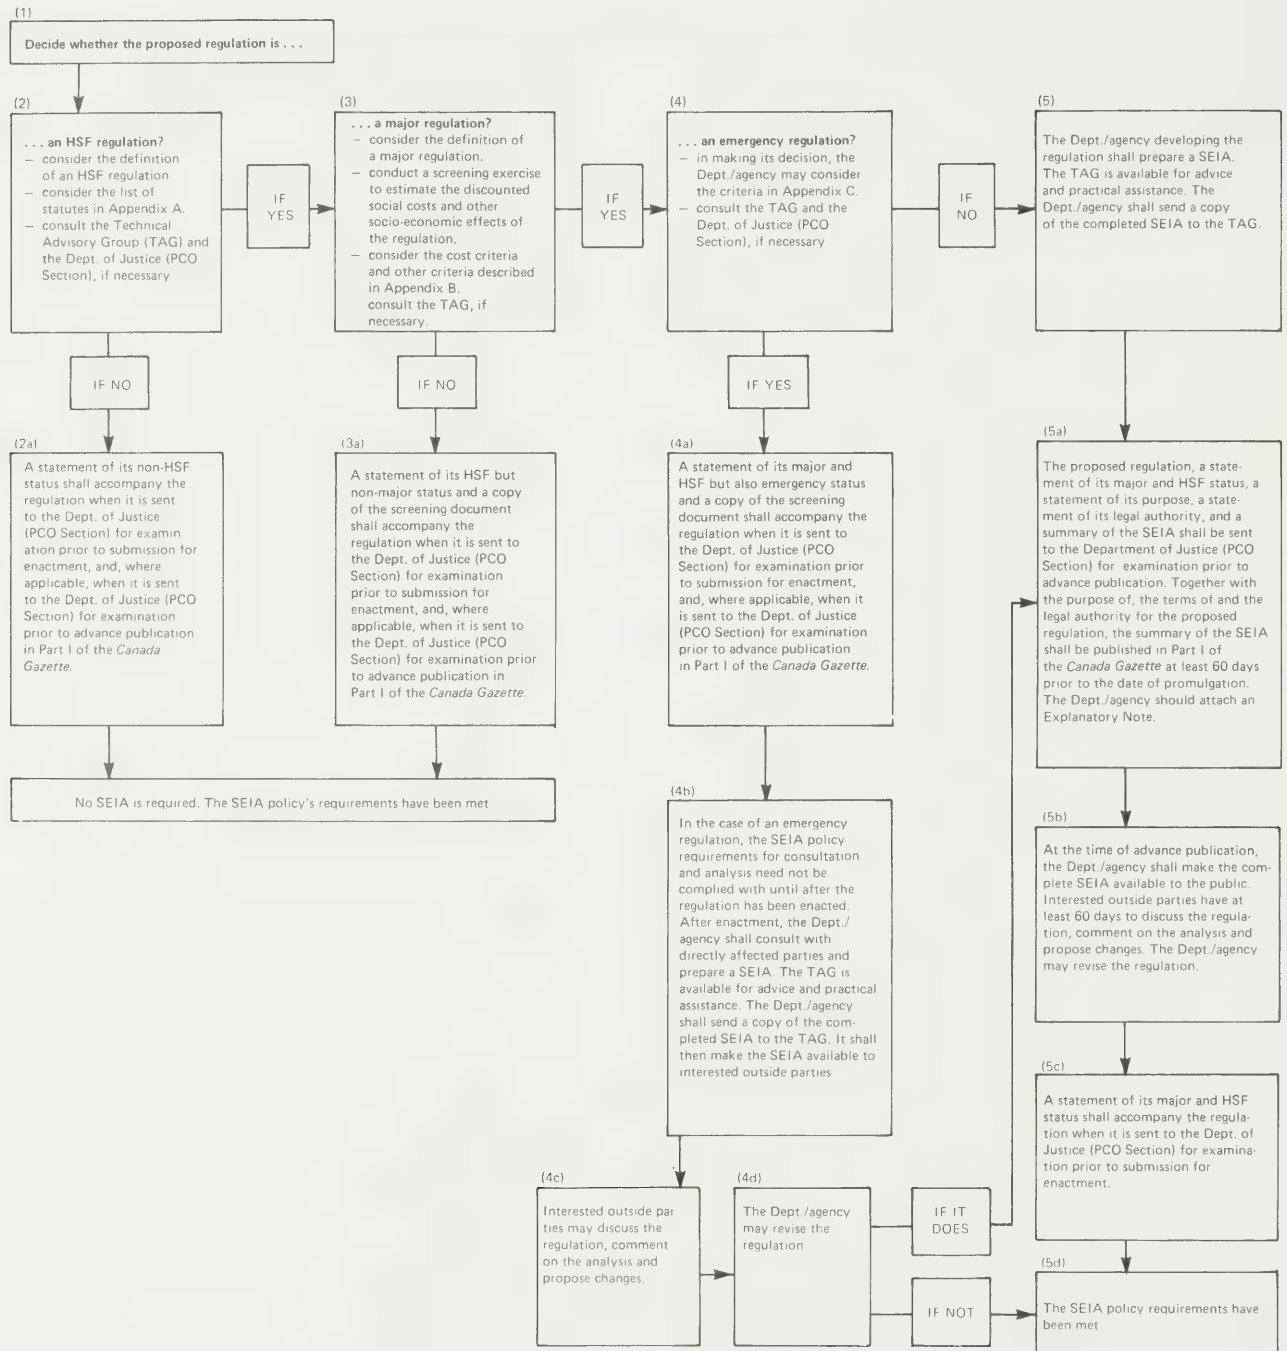 (1)
Decide whether the proposed regulation is . . .
(2)
. . . an HSF regulation?
– consider the definition
of an HSF regulation
– consider the list of
statutes in Appendix A.
– consult the Technical
Advisory Group (TAG) and
the Dept. of Justice (PCO
Section), if necessary
IF
YES
(3)
. . . a major regulation?
– consider the definition of
a major regulation.
– conduct a screening exercise
to estimate the discounted
social costs and other
socio-economic effects of
the regulation.
– consider the cost criteria
and other criteria described
in Appendix B.
consult the TAG, if
necessary.
IF
YES
(4)
. . . an emergency regulation?
– in making its decision, the
Dept./agency may consider
the criteria in Appendix C.
– consult the TAG and the
Dept. of Justice (PCO
Section), if necessary
IF
NO
(5)
The Dept./agency developing the
regulation shall prepare a SEIA.
The TAG is available for advice
and practical assistance. The
Dept./agency shall send a copy
of the completed SEIA to the TAG.
IF NO
IF NO
IF YES
(2a)
A statement of its non-HSF
status shall accompany the
regulation when it is sent
to the Dept. of Justice
(PCO Section) for examin
ation prior to submission for
enactment, and, where
applicable, when it is sent
to the Dept. of Justice (PCO
Section) for examination
prior to advance publication
in Part I of the Canada
Gazette.
(3a)
A statement of its HSF but
non-major status and a copy
of the screening document
shall accompany the
regulation when it is sent to
the Dept. of Justice (PCO
Section) for examination
prior to submission for
enactment, and, where
applicable, when it is sent to
the Dept. of Justice (PCO
Section) for examination prior
to advance publication in
Part I of the Canada Gazette.
(4a)
A statement of its major and
HSF but also emergency status
and a copy of the screening
document shall accompany the
regulation when it is sent to
the Dept. of Justice (PCO
Section) for examination prior
to submission for enactment,
and, where applicable, when it
is sent to the Dept. of Justice
(PCO Section) for examination
prior to advance publication
in Part I of the Canada Gazette.
(5a)
The proposed regulation, a state-
ment of its major and HSF status, a
statement of its purpose, a state-
ment of its legal authority, and a
summary of the SEIA shall be sent
to the Department of Justice (PCO
Section) for examination prior to
advance publication. Together with
the purpose of, the terms of and the
legal authority for the proposed
regulation, the summary of the SEIA
shall be published in Part I of
the Canada Gazette at least 60 days
prior to the date of promulgation.
The Dept./agency should attach an
Explanatory Note.
No SEIA is required. The SEIA policy's requirements have been met
(4b)
In the case of an emergency
regulation, the SEIA policy
requirements for consultation
and analysis need not be
complied with until after the
regulation has been enacted.
After enactment, the Dept./
agency shall consult with
directly affected parties and
prepare a SEIA. The TAG is
available for advice and practical
assistance. The Dept./agency
shall send a copy of the com-
pleted SEIA to the TAG. It shall
then make the SEIA available to
interested outside parties
(5b)
At the time of advance publication,
the Dept./agency shall make the com-
plete SEIA available to the public.
Interested outside parties have at
least 60 days to discuss the regula-
tion, comment on the analysis and
propose changes. The Dept./agency
may revise the regulation.
(5c)
A statement of its major and HSF
status shall accompany the regula-
tion when it is sent to the Dept. of
Justice (PCO Section) for examina-
tion prior to submission for
enactment.
(4c)
Interested outside par
ties may discuss the
regulation, comment
on the analysis and
propose changes.
(4d)
The Dept./agency
may revise the
regulation
IF IT
DOES
IF NOT
(5d)
The SEIA policy requirements have
been met